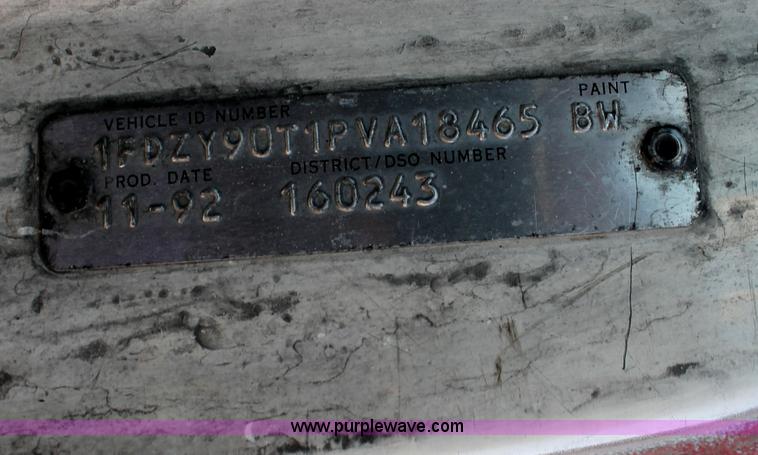 PAINT
VEHICLE ID NUMBER
1FDZY90T1PVA18465 BW
PROD. DATE DISTRICT/DSO NUMBER
11-92 160243
www.purplewave.com